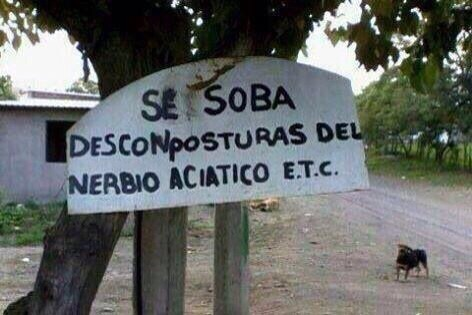 SE SOBA
DESCONPOSTURAS DEL
NERBIO ACIATICO E.T.C.